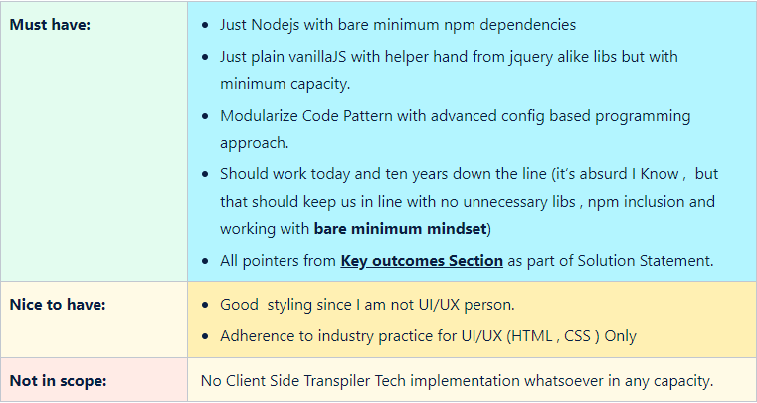 Must have:
• Just Nodejs with bare minimum npm dependencies
• Just plain vanillaJS with helper hand from jquery alike libs but with
minimum capacity.
• Modularize Code Pattern with advanced config based programming
approach.
• Should work today and ten years down the line (it's absurd I Know , but
that should keep us in line with no unnecessary libs , npm inclusion and
working with bare minimum mindset)
• All pointers from Key outcomes Section as part of Solution Statement.
Nice to have:
• Good styling since I am not UI/UX person.
• Adherence to industry practice for UI/UX (HTML , CSS ) Only
Not in scope:
No Client Side Transpiler Tech implementation whatsoever in any capacity.